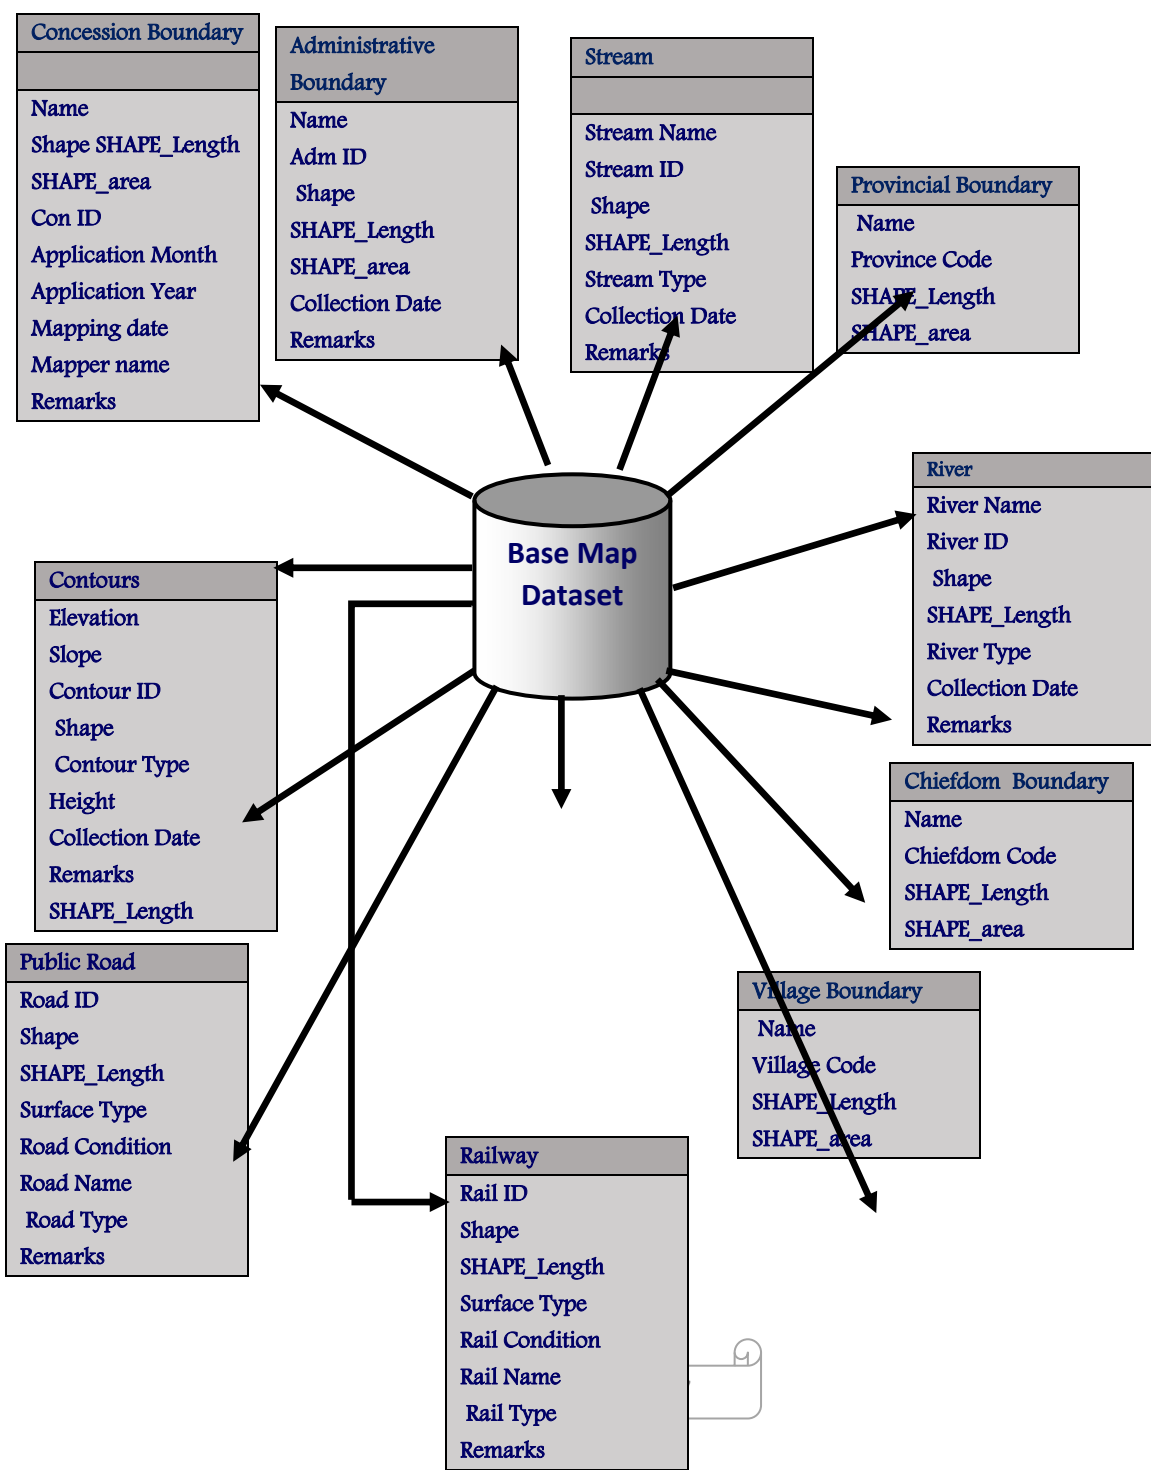 Concession Boundary
Name
Shape SHAPE_Length
SHAPE_area
Con ID
Application Month
Application Year
Mapping date
Mapper name
Remarks
Administrative
Boundary
Name
Adm ID
Shape
SHAPE_Length
SHAPE_area
Collection Date
Remarks
Stream
Stream Name
Stream ID
Shape
SHAPE_Length
Stream Type
Collection Date
Remarks
Provincial Boundary
Name
Province Code
SHAPE_Length
SHAPE_area
Base Map
Dataset
River
River Name
River ID
Shape
SHAPE_Length
River Type
Collection Date
Remarks
Contours
Elevation
Slope
Contour ID
Shape
Contour Type
Height
Collection Date
Remarks
SHAPE_Length
Chiefdom  Boundary
Name
Chiefdom Code
SHAPE_Length
SHAPE_area
Public Road
Road ID
Shape
SHAPE_Length
Surface Type
Road Condition
Road Name
Road Type
Remarks
Village Boundary
Name
Village Code
SHAPE_Length
SHAPE_area
Railway
Rail ID
Shape
SHAPE_Length
Surface Type
Rail Condition
Rail Name
Rail Type
Remarks